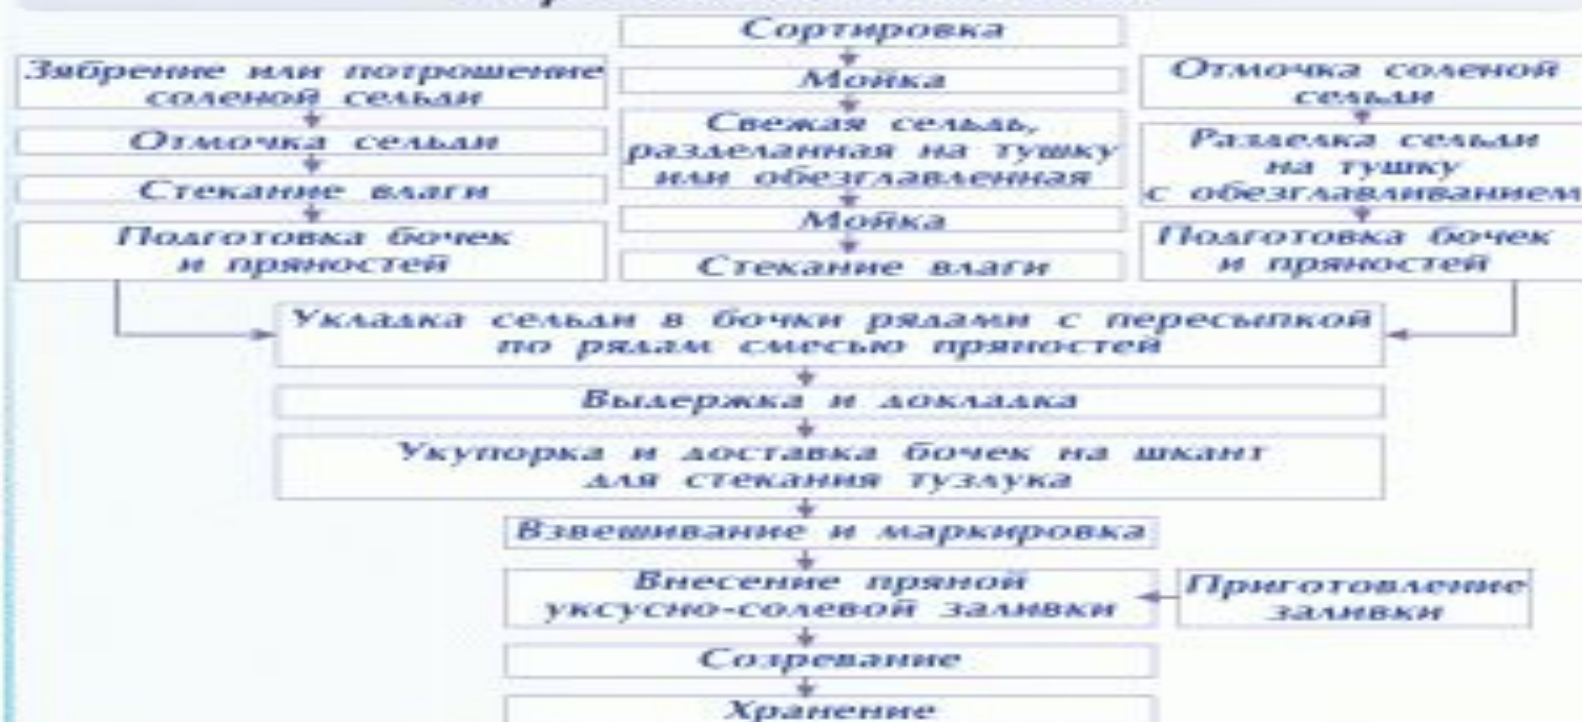 Сортировка
Мойка
Свежая сельдь,
разделанная на тушку
или обезглавленная
Мойка
Стекание влаги
Зябрение или потрошение
соленой сельди
Отмочка сельди
Стекание влаги
Подготовка бочек
и пряностей
Отмочка соленой
сельди
Разделка сельди
на тушку
с обезглавливанием
Подготовка бочек
и пряностей
Укладка сельди в бочки рядами с пересыпкой
по рядам смесью пряностей
Выдержка и докладка
Укупорка и доставка бочек на шкант
для стекания тузлука
Взвешивание и маркировка
Внесение пряной
уксусно-солевой заливки
Приготовление
заливки
Созревание
Хранение